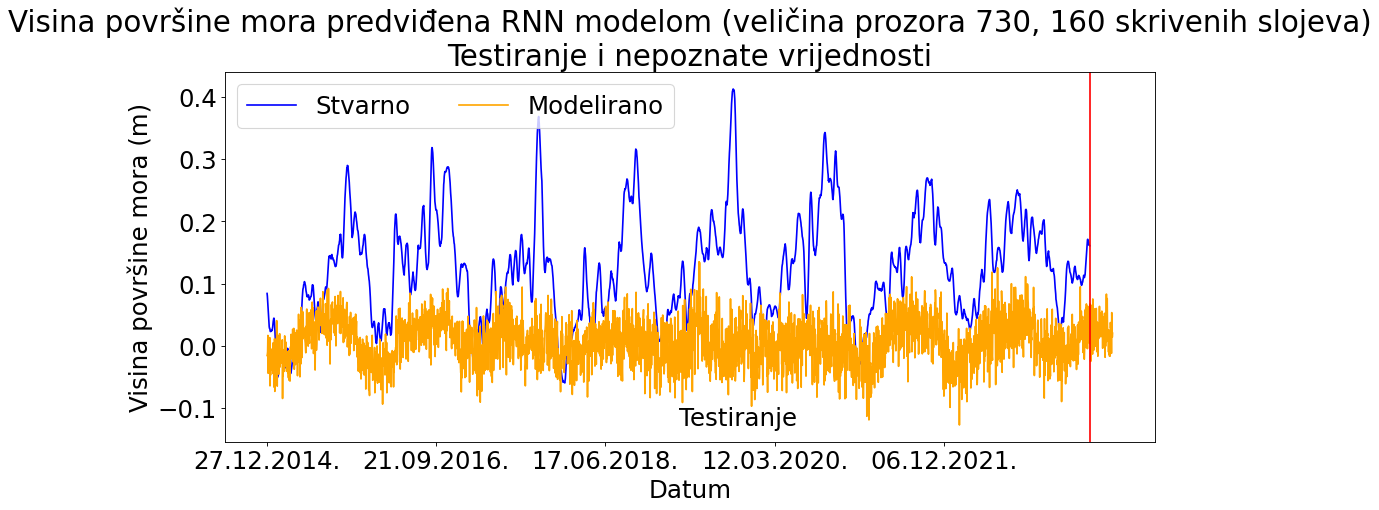 Visina površine mora predviđena RNN modelom (veličina prozora 730, 160 skrivenih slojeva)
Testiranje i nepoznate vrijednosti
Stvarno Modelirano
Visina površine mora (m)
0.4
0.3
0.2
0.1
0.0
−0.1
Testiranje
27.12.2014. 21.09.2016. 17.06.2018. 12.03.2020. 06.12.2021.
Datum